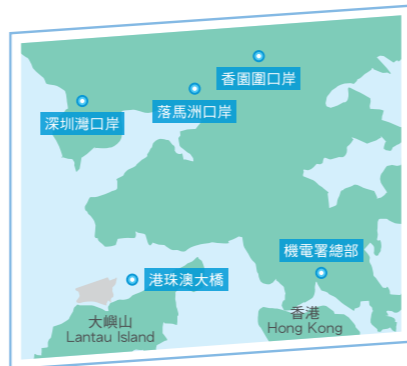 香園圍口岸
落馬洲口岸
深圳灣口岸
機電署總部
港珠澳大橋
大嶼山
Lantau Island
香港
Hong Kong